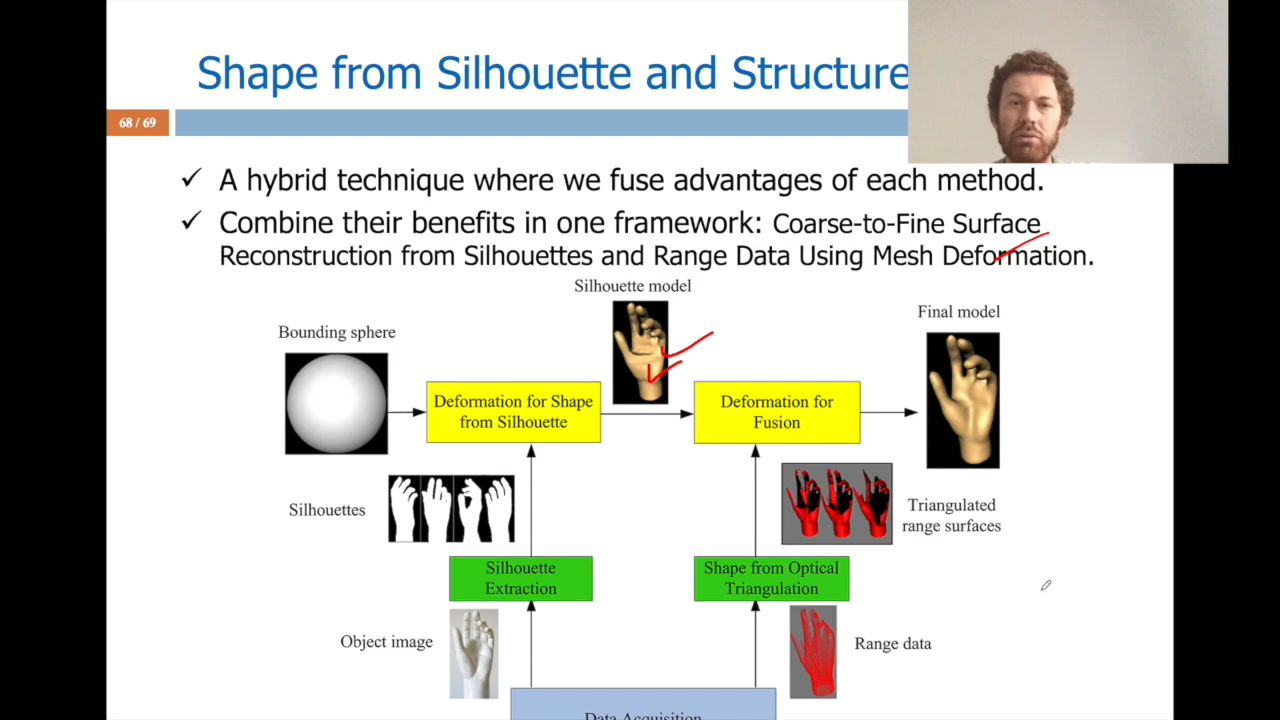 Shape from Silhouette and Structure
68 / 69
✓ A hybrid technique where we fuse advantages of each method.
✓ Combine their benefits in one framework: Coarse-to-Fine Surface
Reconstruction from Silhouettes and Range Data Using Mesh Deformation.
Silhouette model
Bounding sphere
Final model
Deformation for Shape
from Silhouette
Deformation for
Fusion
Silhouettes
Triangulated
range surfaces
Silhouette
Extraction
Shape from Optical
Triangulation
Object image
Range data
Data Acquisition